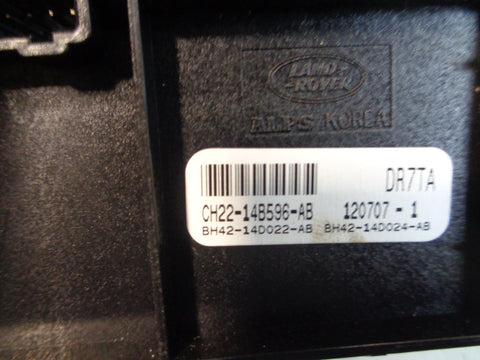 LAND-
-ROVER
ALPS KOREA
DR7TA
CH22-14B596-AB 120707 - 1
BH42-14D022-AB BH42-14D024-AB